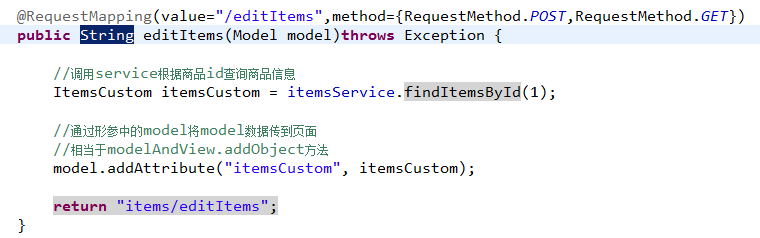 @RequestMapping(value="/editItems",method={RequestMethod.POST,RequestMethod.GET})
public String editItems(Model model)throws Exception {
//调用service根据商品id查询商品信息
ItemsCustom itemsCustom = itemsService.findItemsById(1);
//通过形参中的model将model数据传到页面
//相当于modelAndView.addObject方法
model.addAttribute("itemsCustom", itemsCustom);
return "items/editItems";
}